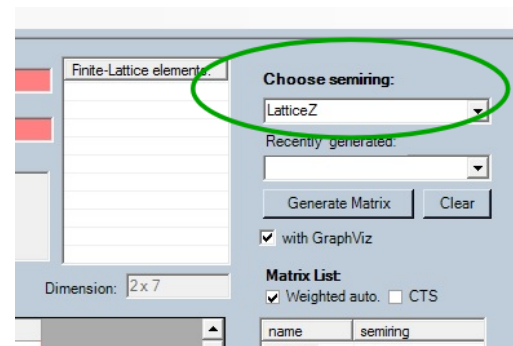 Finite-Lattice elements:
Choose semiring:
LatticeZ
Recently generated:
Generate Matrix
Clear
with GraphViz
Matrix List:
Weighted auto.
CTS
Dimension:
2 x 7
name
semiring